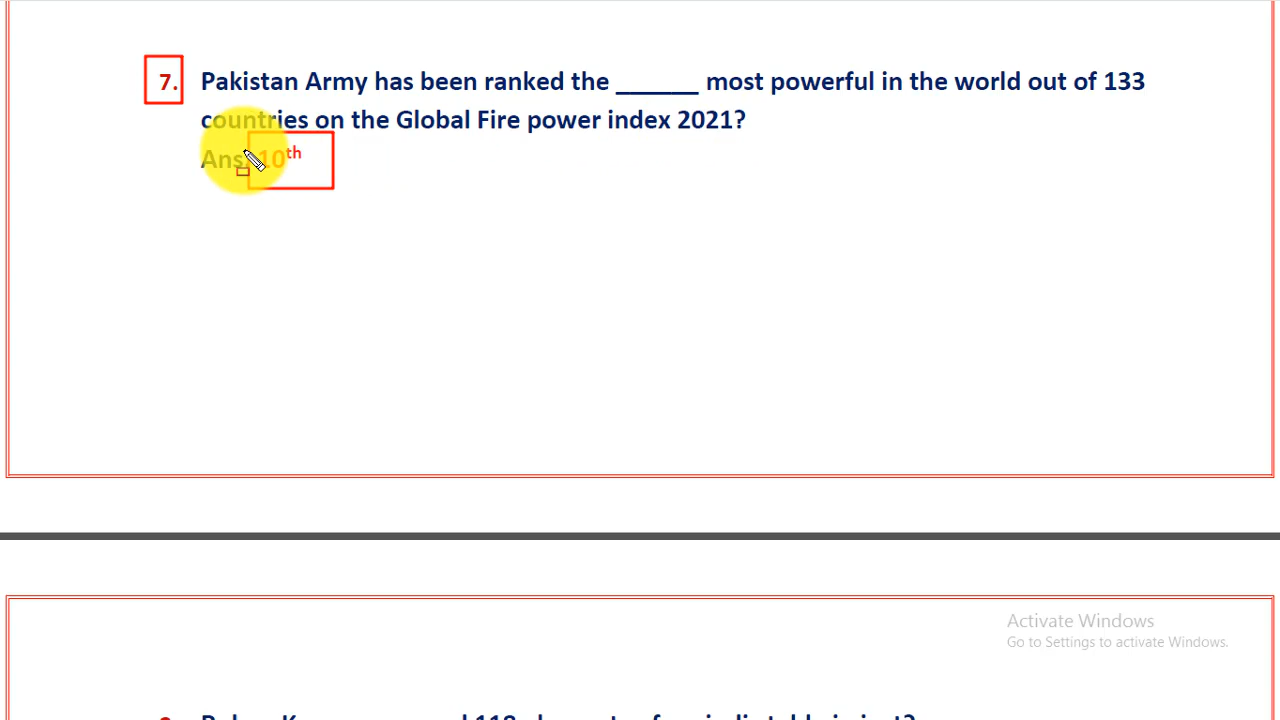 7. Pakistan Army has been ranked the ______ most powerful in the world out of 133
countries on the Global Fire power index 2021?
Ans: 10th
Activate Windows
Go to Settings to activate Windows.